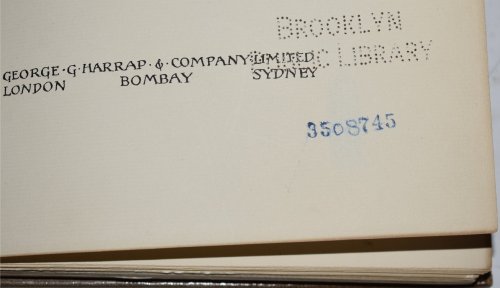 BROOKLYN
PUBLIC LIBRARY
GEORGE · G · HARRAP · & · COMPANY · LIMITED
LONDON BOMBAY SYDNEY
3508745